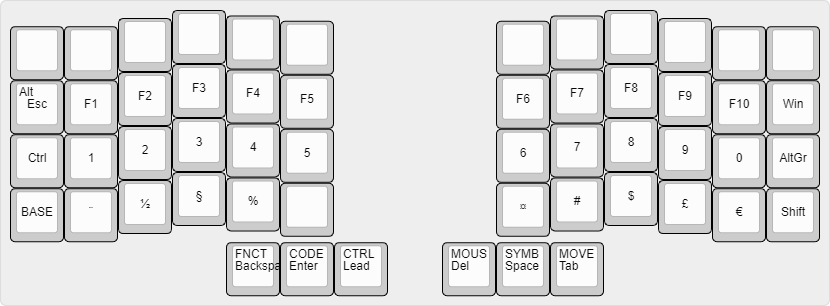 Alt
Esc F1 F2 F3 F4 F5 F6 F7 F8 F9 F10 Win
Ctrl 1 2 3 4 5 6 7 8 9 0 AltGr
BASE ¨ ½ § % ¤ # $ £ € Shift
FNCT CODE CTRL MOUS SYMB MOVE
Backspa Enter Lead Del Space Tab